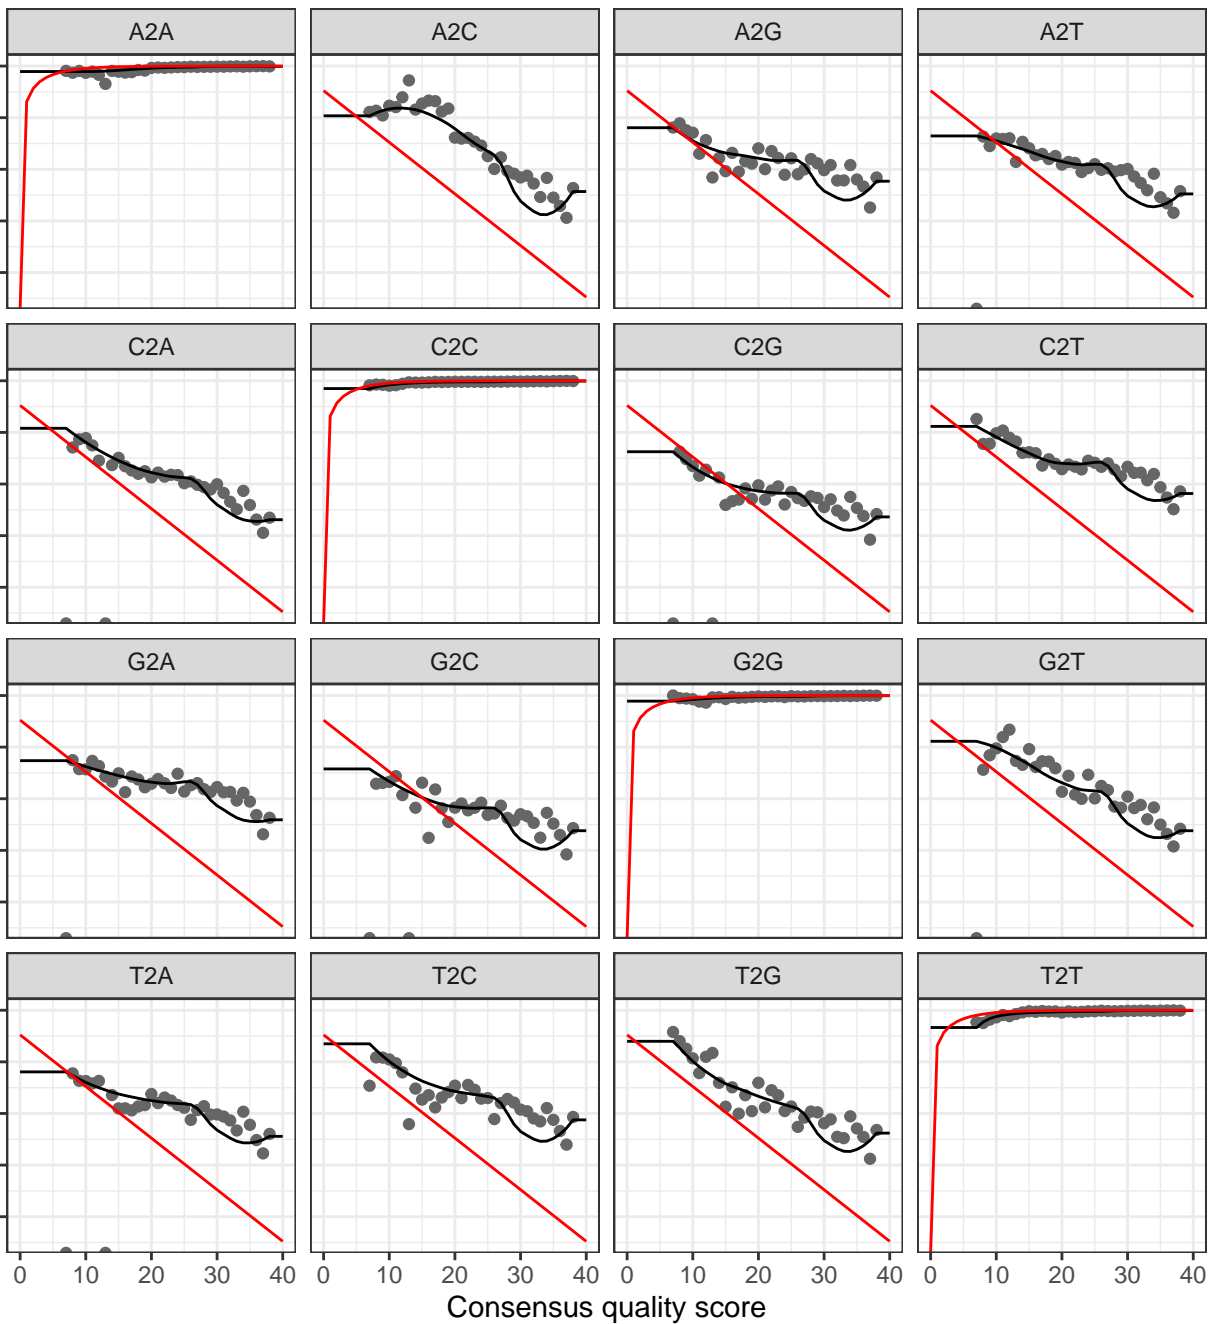 A2A A2C A2G A2T
C2A C2C C2G C2T
G2A G2C G2G G2T
T2A T2C T2G T2T
0 10 20 30 40 0 10 20 30 40 0 10 20 30 40 0 10 20 30 40
Consensus quality score